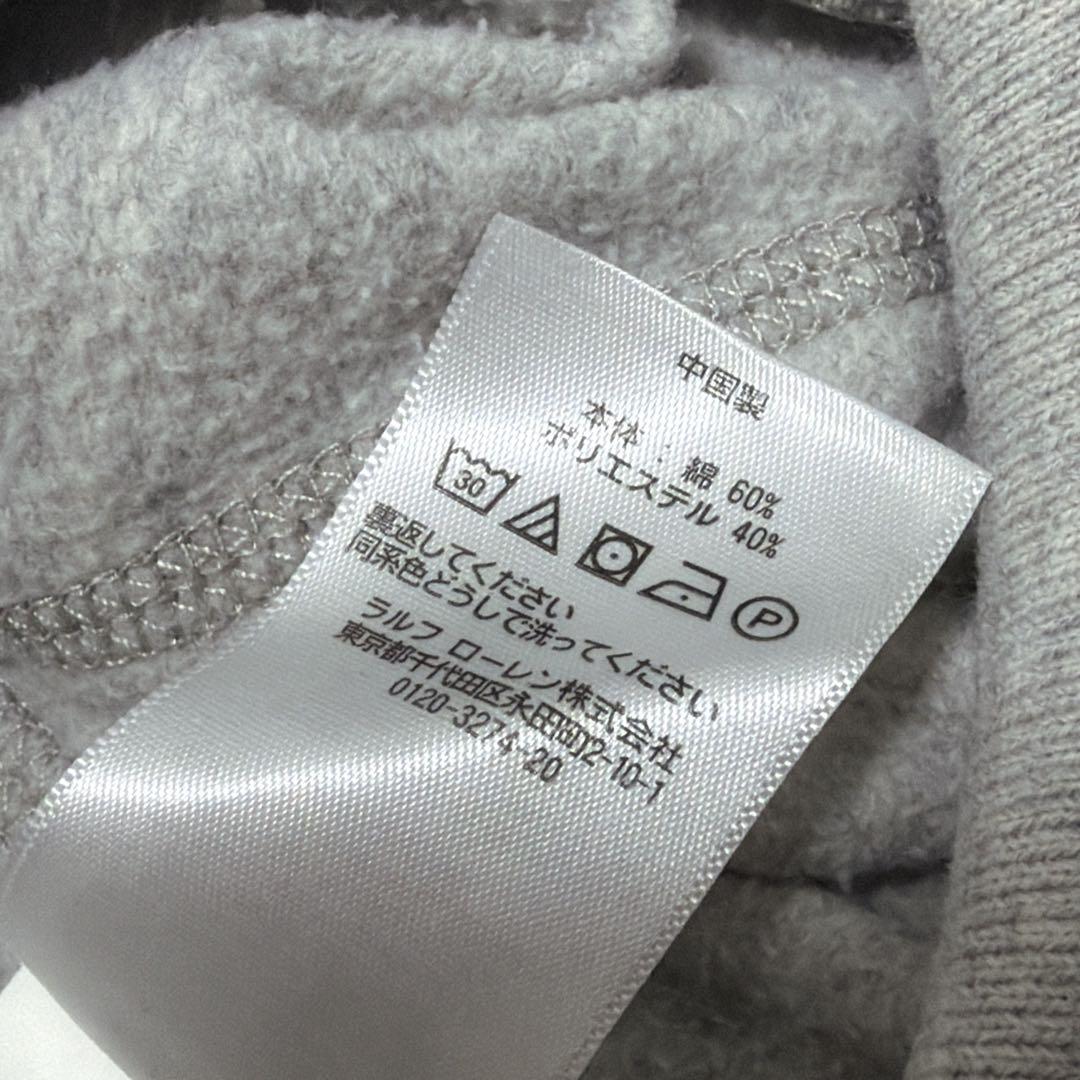 中国製
本体 : 綿 60%
ポリエステル 40%
30
P
裏返してください
同系色どうしで洗ってください
ラルフ ローレン株式会社
東京都千代田区永田町2-10-1
0120-3274-20